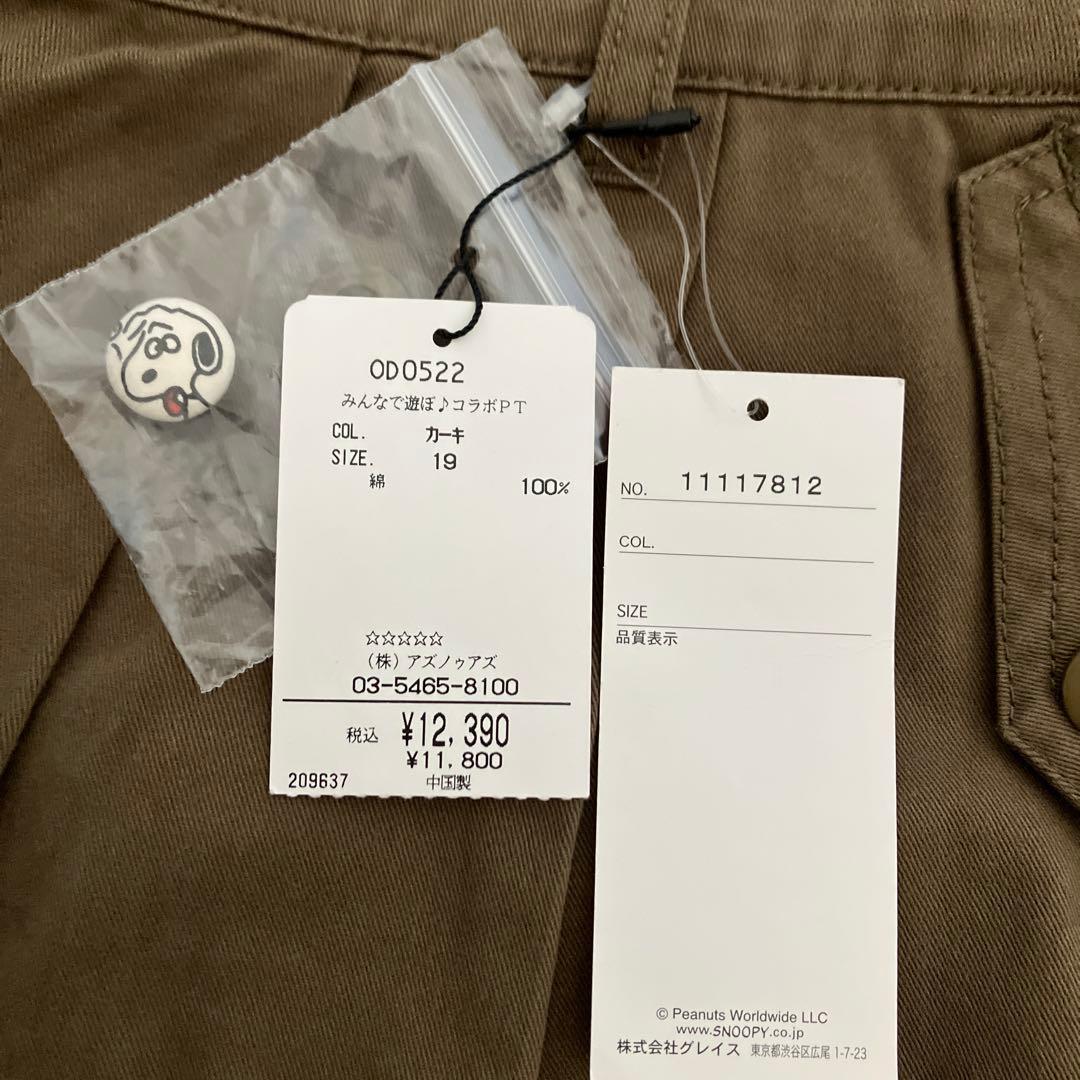 OD0522
みんなで遊ぼ♪コラボPT
COL. カーキ
SIZE. 19
綿 100%
☆☆☆☆☆
(株)アズノゥアズ
03-5465-8100
税込 ¥12,390
¥11,800
209637 中国製
NO. 11117812
COL.
SIZE
品質表示
© Peanuts Worldwide LLC
www.SNOOPY.co.jp
株式会社グレイス 東京都渋谷区広尾 1-7-23